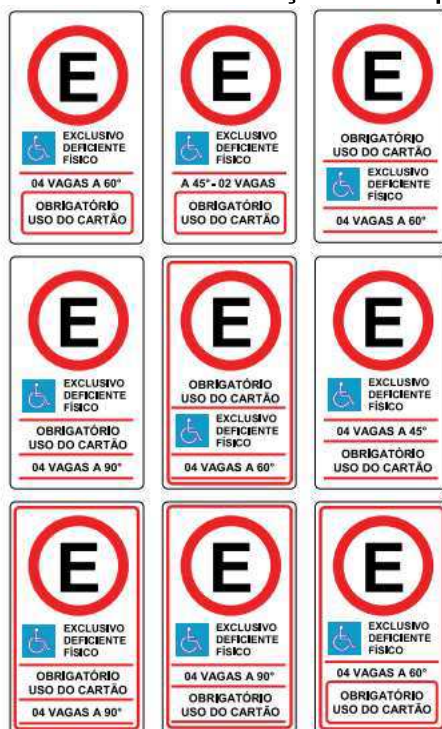 E
EXCLUSIVO
DEFICIENTE
FÍSICO
04 VAGAS A 60°
OBRIGATÓRIO
USO DO CARTÃO
E
EXCLUSIVO
DEFICIENTE
FÍSICO
A 45°- 02 VAGAS
OBRIGATÓRIO
USO DO CARTÃO
E
OBRIGATÓRIO
USO DO CARTÃO
EXCLUSIVO
DEFICIENTE
FÍSICO
04 VAGAS A 60°
E
EXCLUSIVO
DEFICIENTE
FÍSICO
OBRIGATÓRIO
USO DO CARTÃO
04 VAGAS A 90°
E
OBRIGATÓRIO
USO DO CARTÃO
EXCLUSIVO
DEFICIENTE
FÍSICO
04 VAGAS A 60°
E
EXCLUSIVO
DEFICIENTE
FÍSICO
04 VAGAS A 45°
OBRIGATÓRIO
USO DO CARTÃO
E
EXCLUSIVO
DEFICIENTE
FÍSICO
OBRIGATÓRIO
USO DO CARTÃO
04 VAGAS A 90°
E
EXCLUSIVO
DEFICIENTE
FÍSICO
04 VAGAS A 90°
OBRIGATÓRIO
USO DO CARTÃO
E
EXCLUSIVO
DEFICIENTE
FÍSICO
04 VAGAS A 60°
OBRIGATÓRIO
USO DO CARTÃO